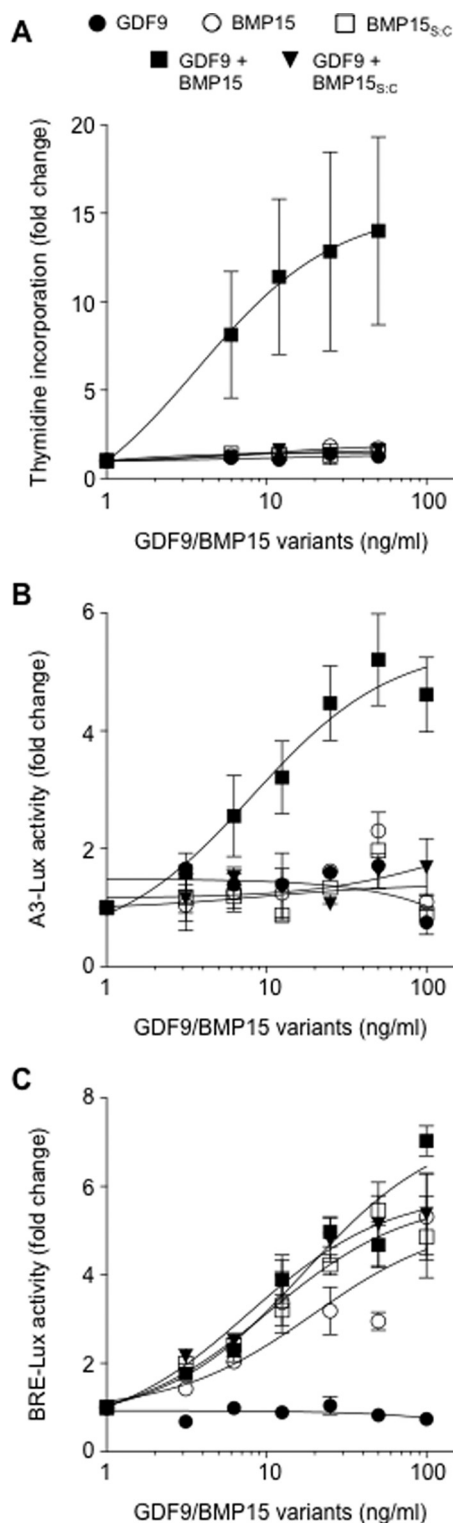 A
GDF9 BMP15 BMP15S:C
GDF9 + BMP15 GDF9 + BMP15S:C
Thymidine incorporation (fold change)
20
15
10
5
0
1 10 100
GDF9/BMP15 variants (ng/ml)
B
A3-Lux activity (fold change)
6
4
2
0
1 10 100
GDF9/BMP15 variants (ng/ml)
C
BRE-Lux activity (fold change)
8
6
4
2
0
1 10 100
GDF9/BMP15 variants (ng/ml)